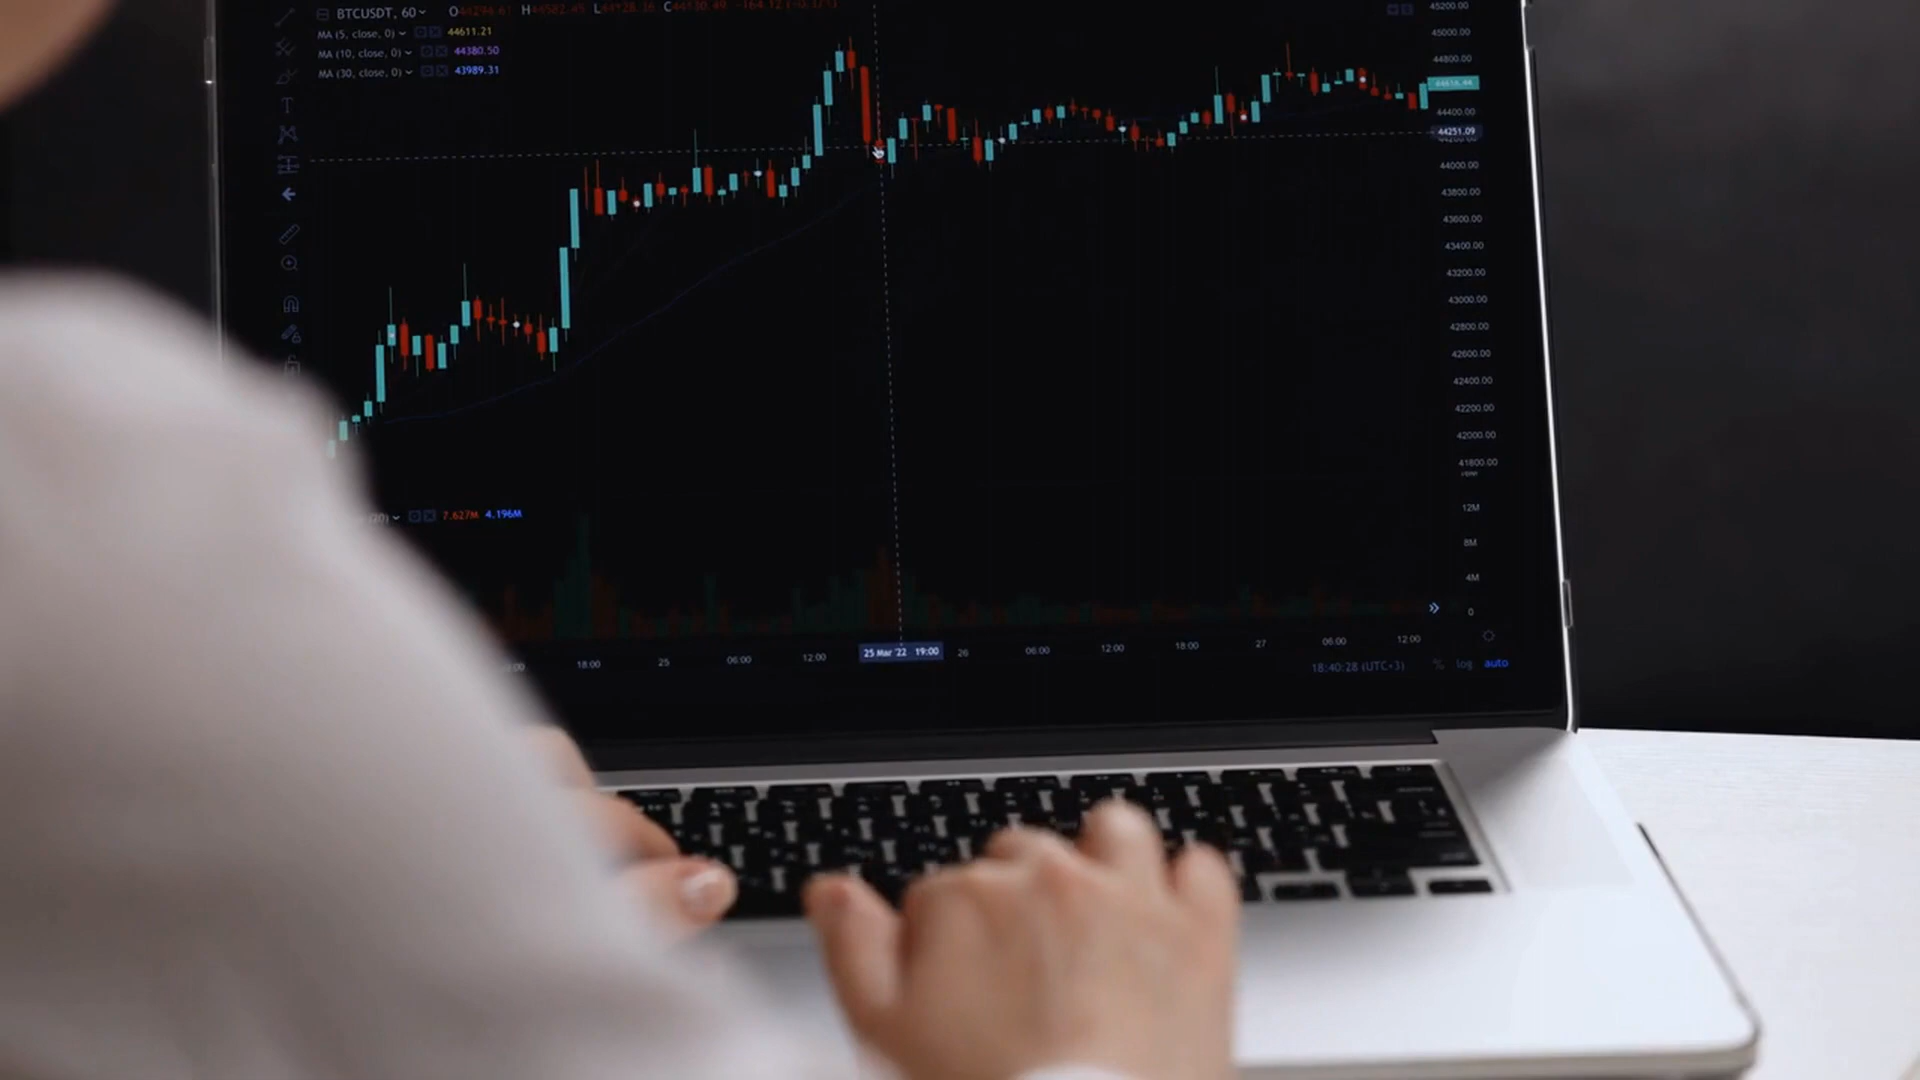 BTCUSDT, 60
MA (5, close, 0) 44611.21
MA (10, close, 0) 44380.50
MA (30, close, 0) 43989.31
45200.00
45000.00
44800.00
44400.00
44251.09
44000.00
43800.00
43600.00
43400.00
43200.00
43000.00
42800.00
42600.00
42400.00
42200.00
42000.00
41800.00
(20) 7.627M 4.196M
12M
8M
4M
0
18:00 25 06:00 12:00 25 Mar '22 19:00 26 06:00 12:00 18:00 27 06:00 12:00
18:40:28 (UTC+3) % log auto